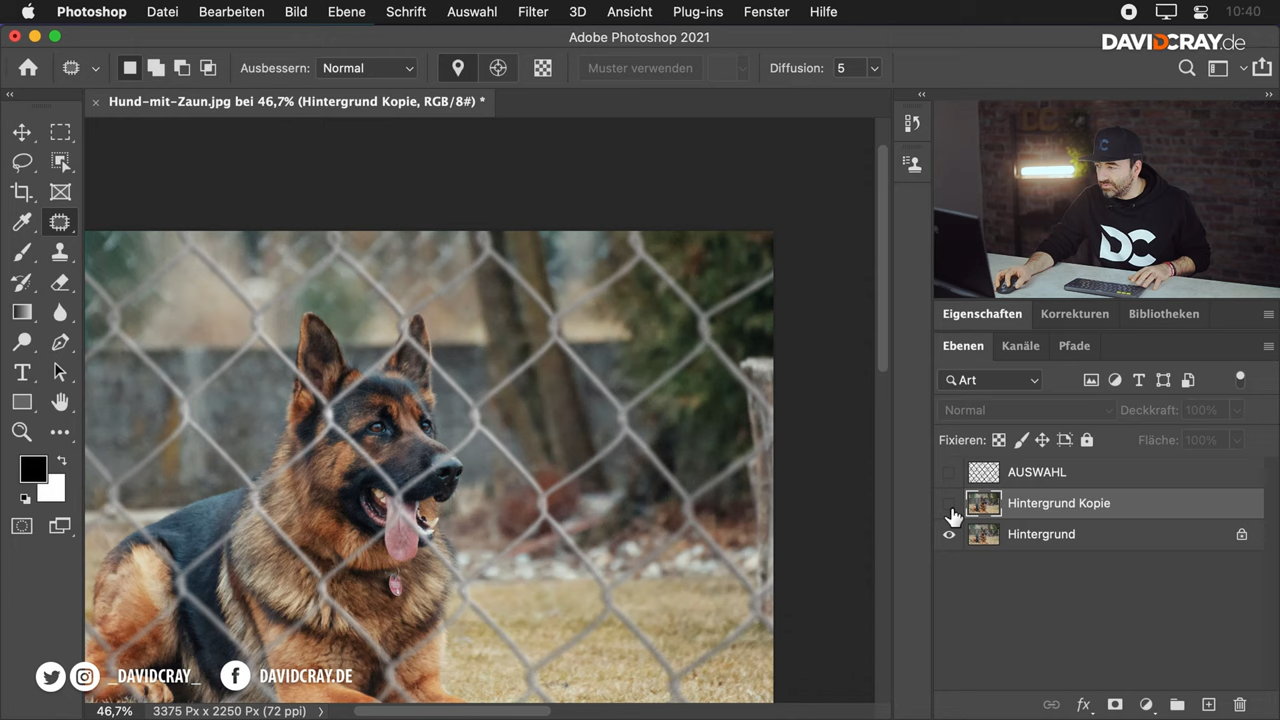 Photoshop Datei Bearbeiten Bild Ebene Schrift Auswahl Filter 3D Ansicht Plug-ins Fenster Hilfe 10:40
Adobe Photoshop 2021
DAVIDCRAY.de
Ausbessern: Normal Muster verwenden Diffusion: 5
Hund-mit-Zaun.jpg bei 46,7% (Hintergrund Kopie, RGB/8#) *
DC
Eigenschaften Korrekturen Bibliotheken
Ebenen Kanäle Pfade
Art
Normal Deckkraft: 100%
Fixieren: Fläche: 100%
AUSWAHL
Hintergrund Kopie
Hintergrund
_DAVIDCRAY_ DAVIDCRAY.DE
46,7% 3375 Px x 2250 Px (72 ppi)